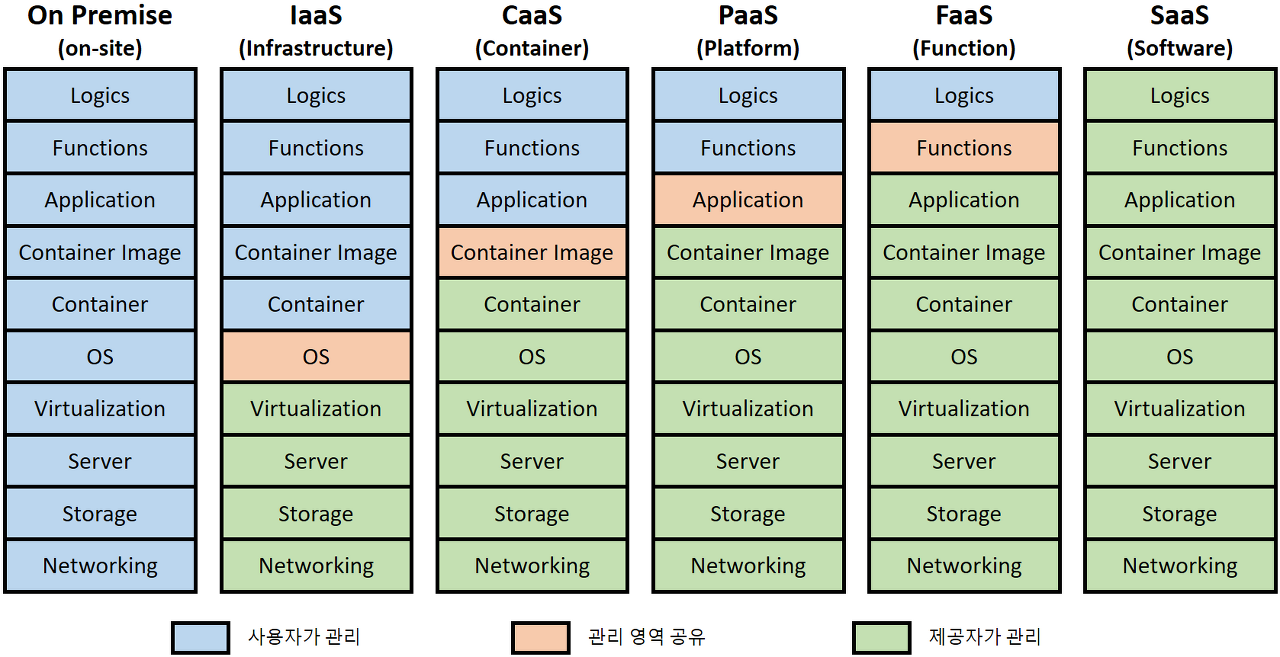 On Premise
(on-site)
Logics
Functions
Application
Container Image
Container
OS
Virtualization
Server
Storage
Networking
IaaS
(Infrastructure)
Logics
Functions
Application
Container Image
Container
OS
Virtualization
Server
Storage
Networking
CaaS
(Container)
Logics
Functions
Application
Container Image
Container
OS
Virtualization
Server
Storage
Networking
PaaS
(Platform)
Logics
Functions
Application
Container Image
Container
OS
Virtualization
Server
Storage
Networking
FaaS
(Function)
Logics
Functions
Application
Container Image
Container
OS
Virtualization
Server
Storage
Networking
SaaS
(Software)
Logics
Functions
Application
Container Image
Container
OS
Virtualization
Server
Storage
Networking
사용자가 관리
관리 영역 공유
제공자가 관리